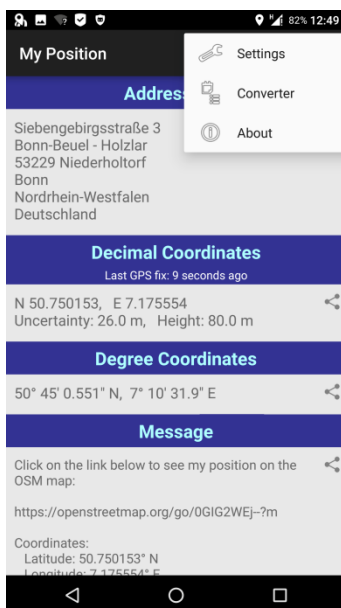 82% 12:49
My Position
Settings
Converter
About
Siebengebirgsstraße 3
Bonn-Beuel - Holzlar
53229 Niederholtorf
Bonn
Nordrhein-Westfalen
Deutschland
Decimal Coordinates
Last GPS fix: 9 seconds ago
N 50.750153, E 7.175554
Uncertainty: 26.0 m, Height: 80.0 m
Degree Coordinates
50° 45' 0.551" N, 7° 10' 31.9" E
Message
Click on the link below to see my position on the
OSM map:
https://openstreetmap.org/go/0GIG2WEj--?m
Coordinates:
Latitude: 50.750153° N
Longitude: 7.175554° E